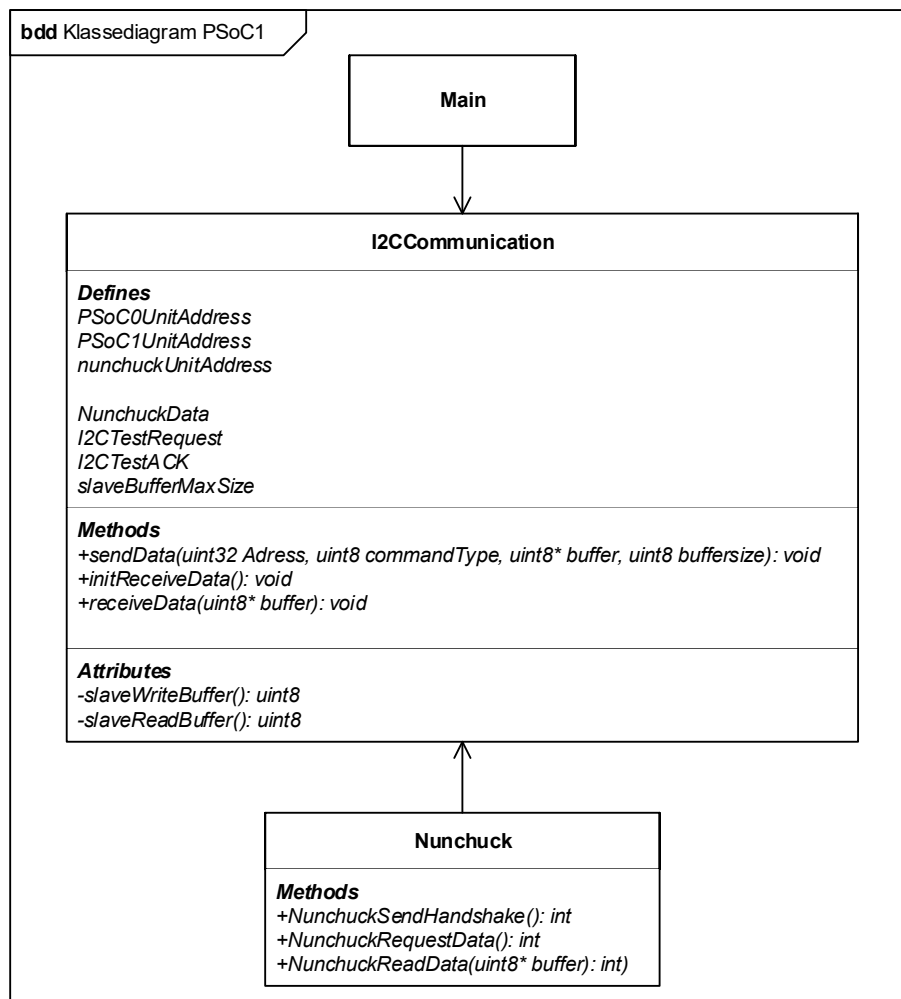 bdd Klassediagram PSoC1
Main
I2CCommunication
Defines
PSoC0UnitAddress
PSoC1UnitAddress
nunchuckUnitAddress
NunchuckData
I2CTestRequest
I2CTestACK
slaveBufferMaxSize
Methods
+sendData(uint32 Adress, uint8 commandType, uint8* buffer, uint8 buffersize): void
+initReceiveData(): void
+receiveData(uint8* buffer): void
Attributes
-slaveWriteBuffer(): uint8
-slaveReadBuffer(): uint8
Nunchuck
Methods
+NunchuckSendHandshake(): int
+NunchuckRequestData(): int
+NunchuckReadData(uint8* buffer): int)